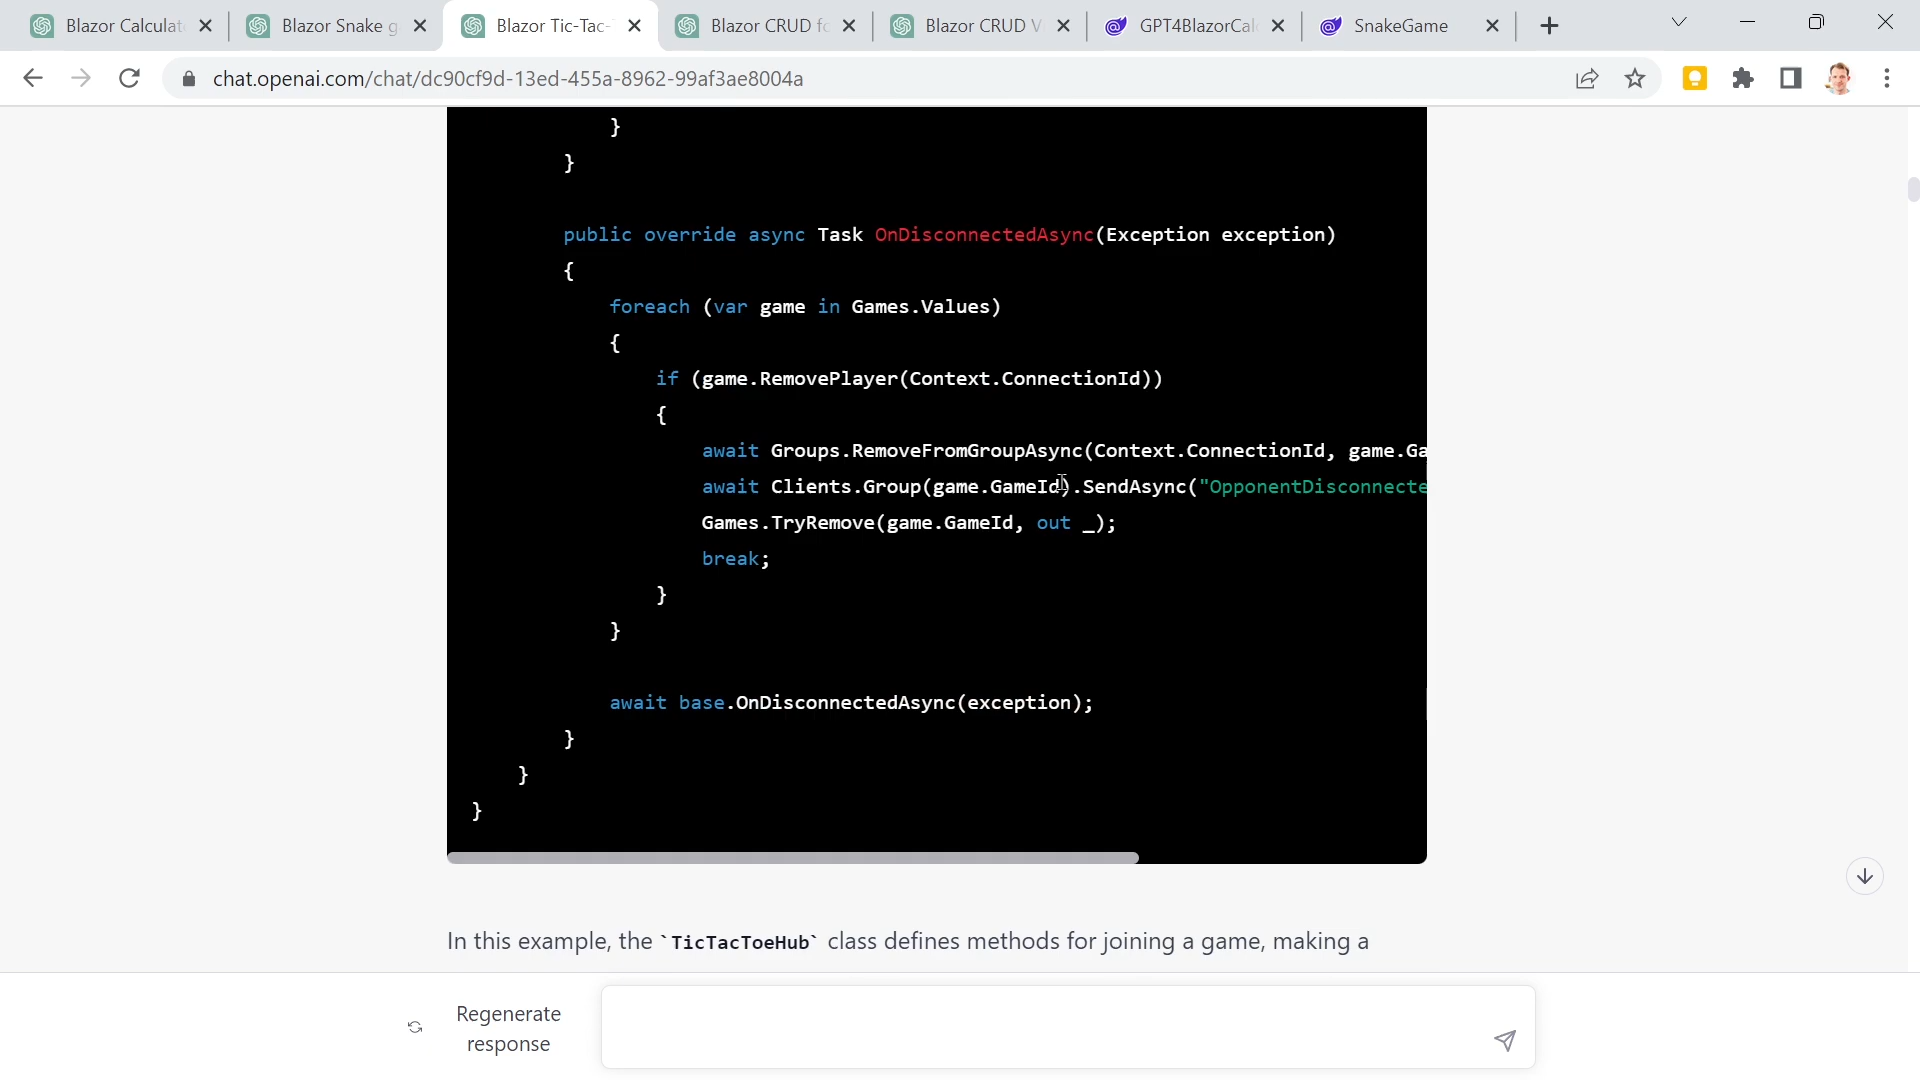 Blazor Calculat
Blazor Snake g
Blazor Tic-Tac-
Blazor CRUD fo
Blazor CRUD V
GPT4BlazorCal
SnakeGame
chat.openai.com/chat/dc90cf9d-13ed-455a-8962-99af3ae8004a
}
}
public override async Task OnDisconnectedAsync(Exception exception)
{
foreach (var game in Games.Values)
{
if (game.RemovePlayer(Context.ConnectionId))
{
await Groups.RemoveFromGroupAsync(Context.ConnectionId, game.Ga
await Clients.Group(game.GameId).SendAsync("OpponentDisconnecte
Games.TryRemove(game.GameId, out _);
break;
}
}
await base.OnDisconnectedAsync(exception);
}
}
}
In this example, the `TicTacToeHub` class defines methods for joining a game, making a
Regenerate
response